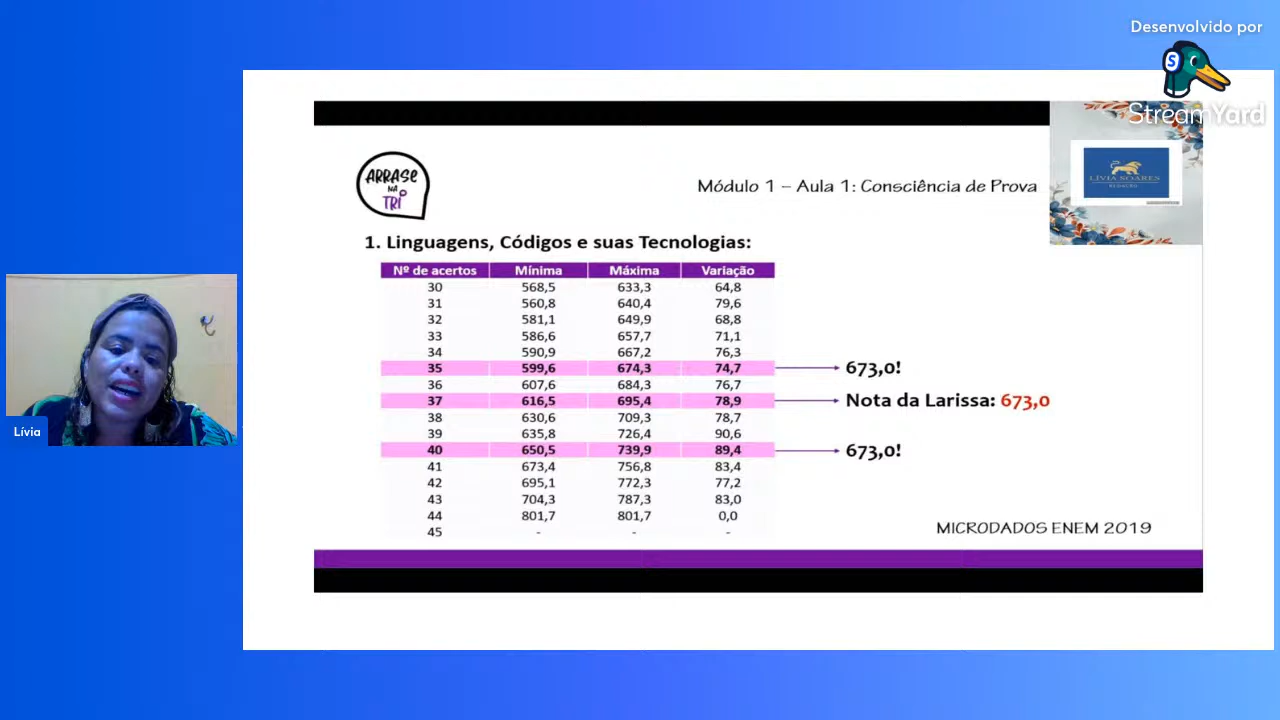 Desenvolvido por
StreamYard
ARRASE
NA
TRI
Módulo 1 – Aula 1: Consciência de Prova
LÍVIA SOARES
REDAÇÃO
1. Linguagens, Códigos e suas Tecnologias:
Nº de acertos Mínima Máxima Variação
30 568,5 633,3 64,8
31 560,8 640,4 79,6
32 581,1 649,9 68,8
33 586,6 657,7 71,1
34 590,9 667,2 76,3
35 599,6 674,3 74,7 673,0!
36 607,6 684,3 76,7
37 616,5 695,4 78,9 Nota da Larissa: 673,0
38 630,6 709,3 78,7
39 635,8 726,4 90,6
40 650,5 739,9 89,4 673,0!
41 673,4 756,8 83,4
42 695,1 772,3 77,2
43 704,3 787,3 83,0
44 801,7 801,7 0,0
45 - - -
MICRODADOS ENEM 2019
Lívia